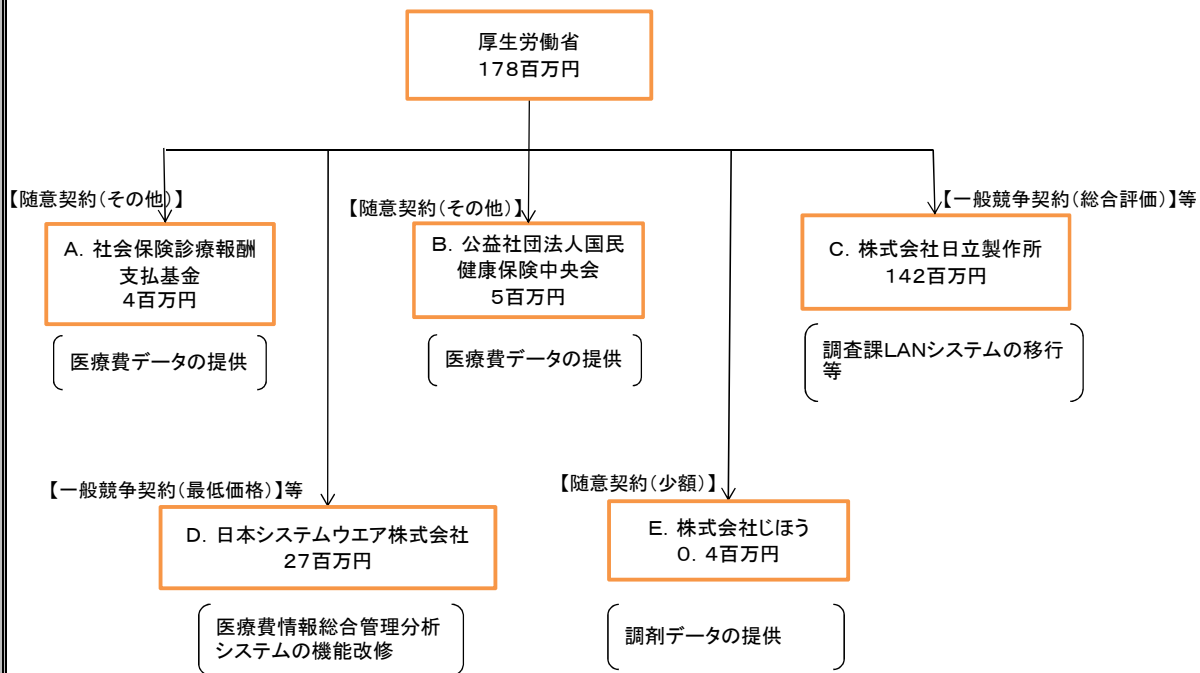 厚生労働省
178百万円
【随意契約(その他)】
A. 社会保険診療報酬
支払基金
4百万円
医療費データの提供
【随意契約(その他)】
B. 公益社団法人国民
健康保険中央会
5百万円
医療費データの提供
【一般競争契約(総合評価)】等
C. 株式会社日立製作所
142百万円
調査課LANシステムの移行
等
【一般競争契約(最低価格)】等
D. 日本システムウエア株式会社
27百万円
医療費情報総合管理分析
システムの機能改修
【随意契約(少額)】
E. 株式会社じほう
0. 4百万円
調剤データの提供